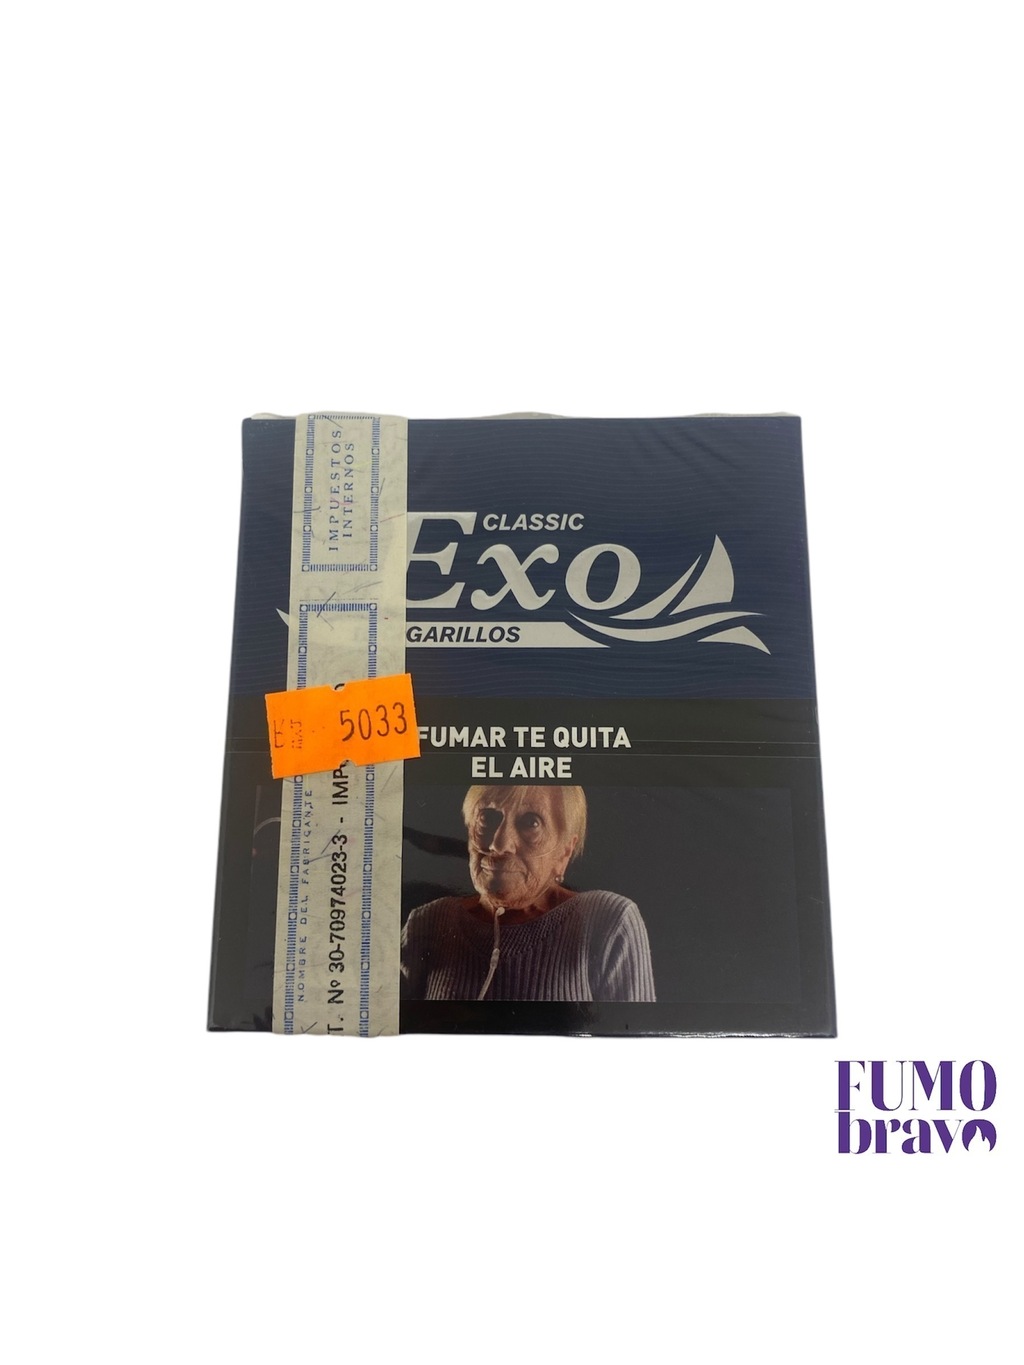 IMPUESTOS
INTERNOS
CLASSIC
Exo
GARILLOS
5033
FUMAR TE QUITA
EL AIRE
NOMBRE DEL FABRICANTE
T. Nº 30-70974023-3 - IMP
FUMO
bravo